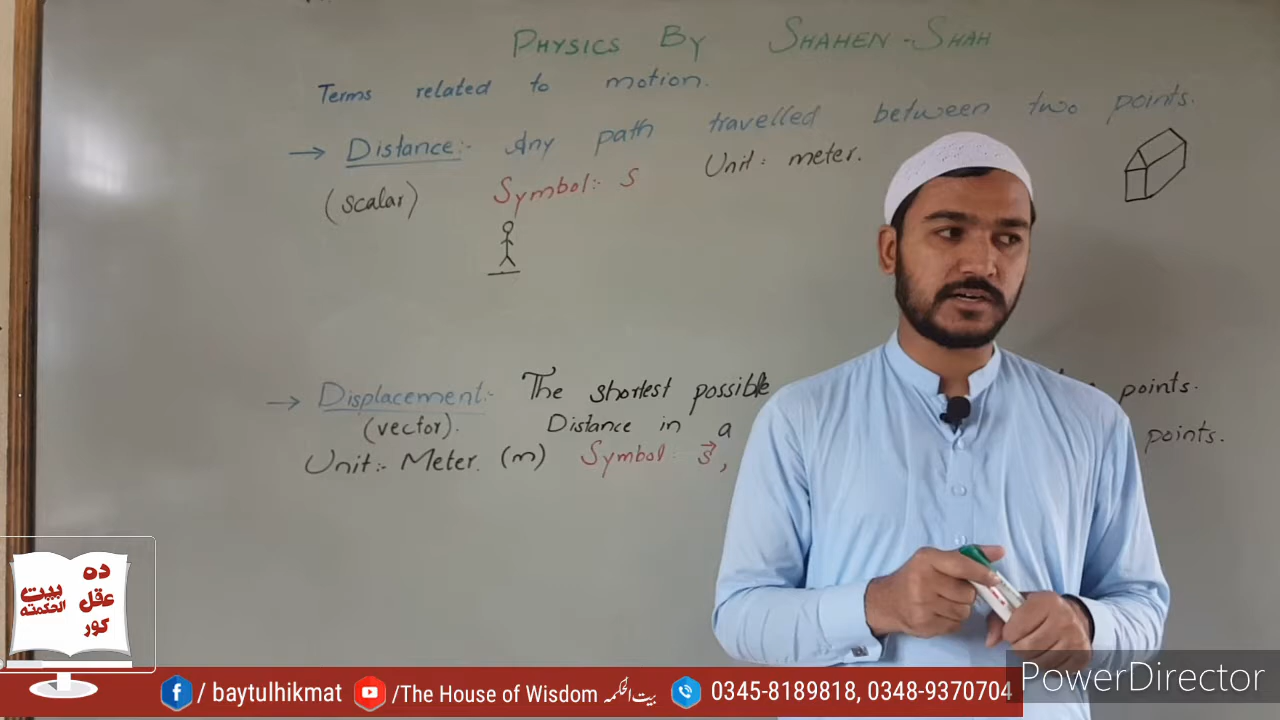 PHYSICS BY SHAHEN-SHAH
Terms related to motion.
→ Distance:- Any path travelled between two points.
(scalar) Symbol:- S Unit: meter.
→ Displacement:- The shortest possible points.
(vector). Distance in a points.
Unit:- Meter. (m) Symbol: S⃗,
ده
عقل
کور
بیت
الحکمته
/ baytulhikmat /The House of Wisdom بیت الحکمہ 0345-8189818, 0348-9370704
PowerDirector